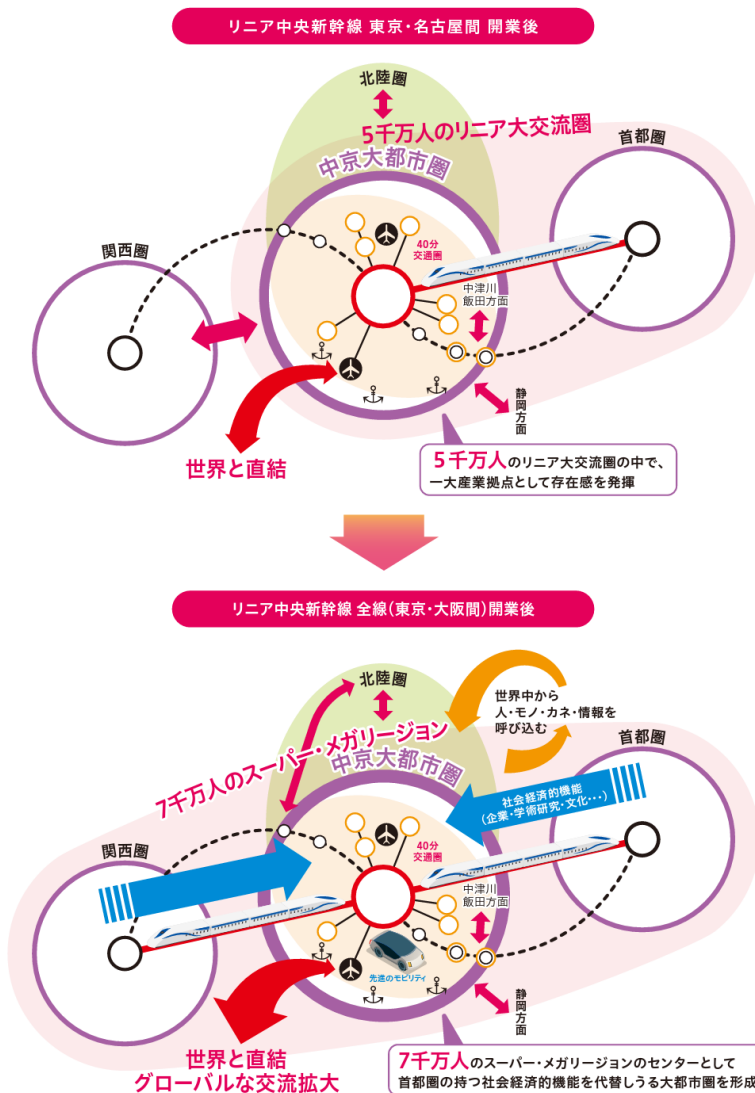 リニア中央新幹線 東京・名古屋間 開業後
北陸圏
5千万人のリニア大交流圏
中京大都市圏
首都圏
関西圏
40分
交通圏
中津川
飯田方面
静岡方面
世界と直結
5千万人のリニア大交流圏の中で、
一大産業拠点として存在感を発揮
リニア中央新幹線 全線(東京・大阪間)開業後
北陸圏
世界中から
人・モノ・カネ・情報を
呼び込む
7千万人のスーパー・メガリージョン
中京大都市圏
首都圏
社会経済的機能
(企業・学術研究・文化・・・)
関西圏
40分
交通圏
中津川
飯田方面
先進のモビリティ
静岡方面
世界と直結
グローバルな交流拡大
7千万人のスーパー・メガリージョンのセンターとして
首都圏の持つ社会経済的機能を代替しうる大都市圏を形成